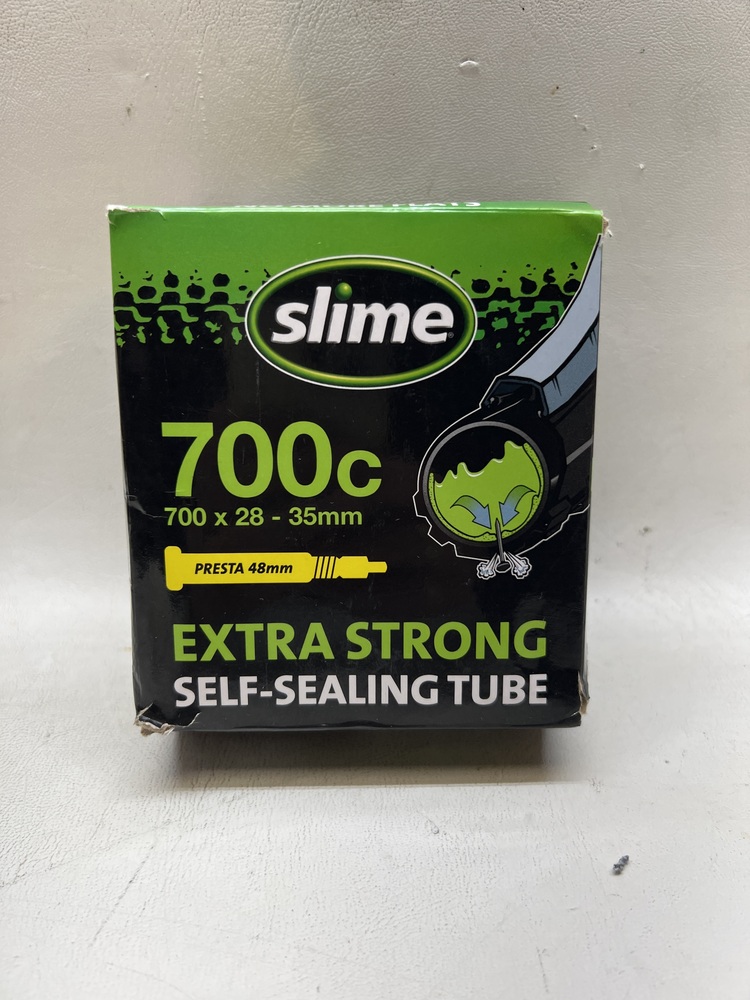 slime
700c
700 x 28 - 35mm
PRESTA 48mm
EXTRA STRONG
SELF-SEALING TUBE